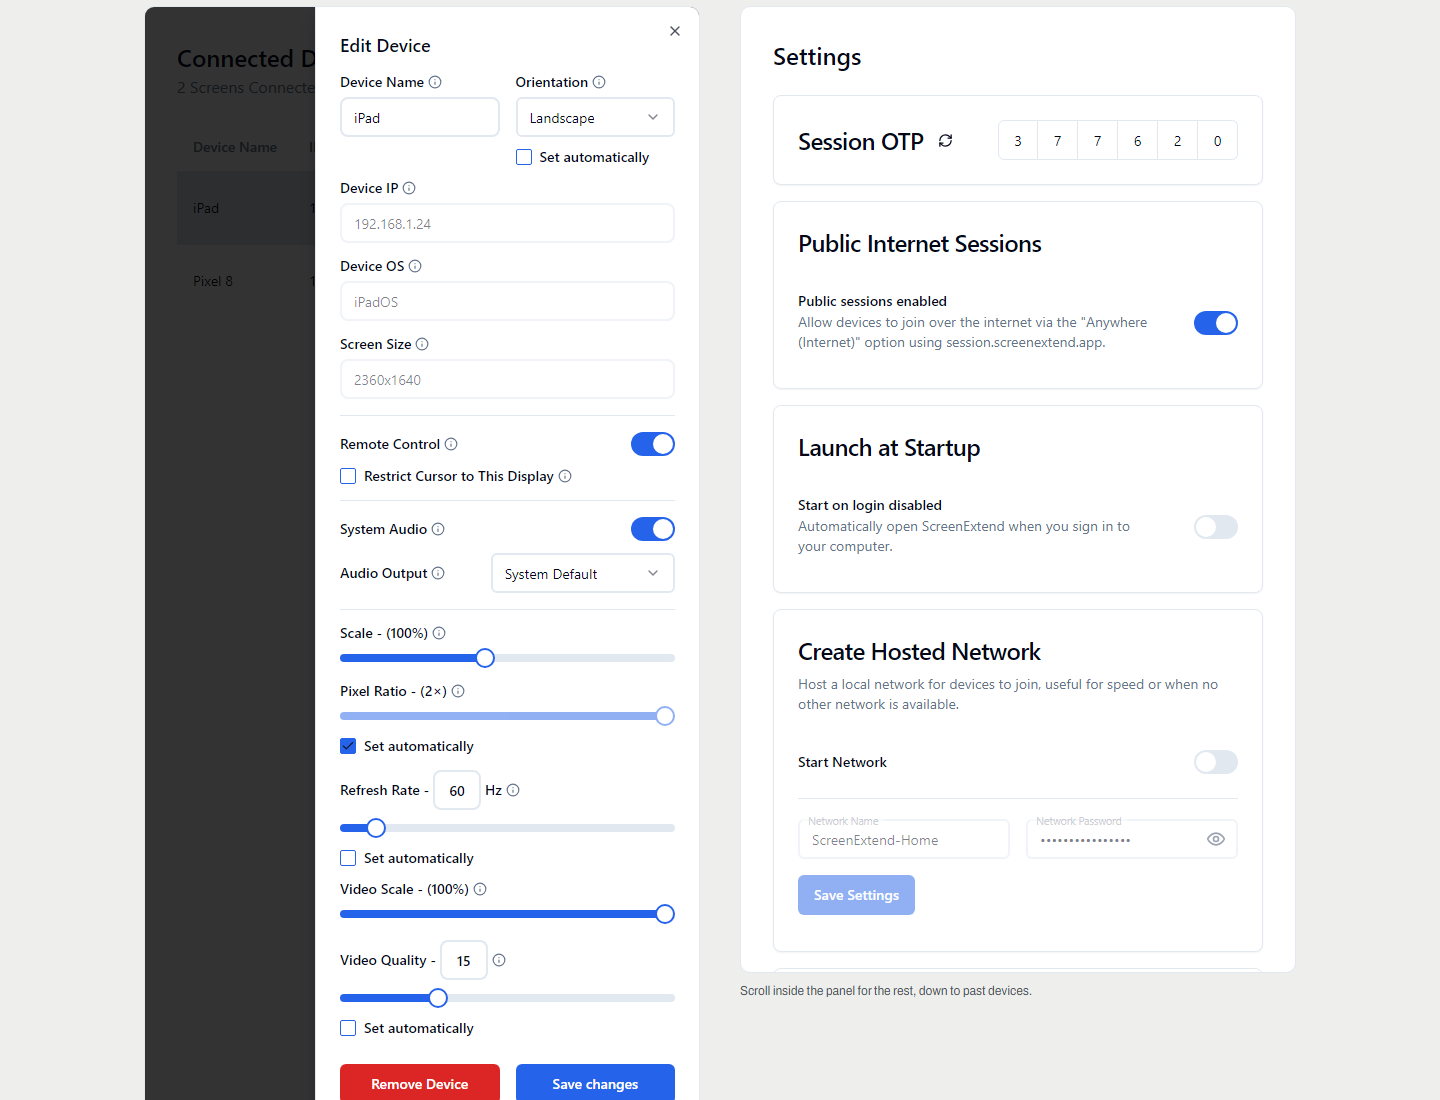 Connected D
2 Screens Connecte
Device Name
iPad
Pixel 8
Edit Device
Device Name
Orientation
iPad
Landscape
Set automatically
Device IP
192.168.1.24
Device OS
iPadOS
Screen Size
2360x1640
Remote Control
Restrict Cursor to This Display
System Audio
Audio Output
System Default
Scale - (100%)
Pixel Ratio - (2×)
Set automatically
Refresh Rate - 60 Hz
Set automatically
Video Scale - (100%)
Video Quality - 15
Set automatically
Remove Device
Save changes
Settings
Session OTP
3 7 7 6 2 0
Public Internet Sessions
Public sessions enabled
Allow devices to join over the internet via the "Anywhere
(Internet)" option using session.screenextend.app.
Launch at Startup
Start on login disabled
Automatically open ScreenExtend when you sign in to
your computer.
Create Hosted Network
Host a local network for devices to join, useful for speed or when no
other network is available.
Start Network
Network Name
ScreenExtend-Home
Network Password
••••••••••••••••
Save Settings
Scroll inside the panel for the rest, down to past devices.